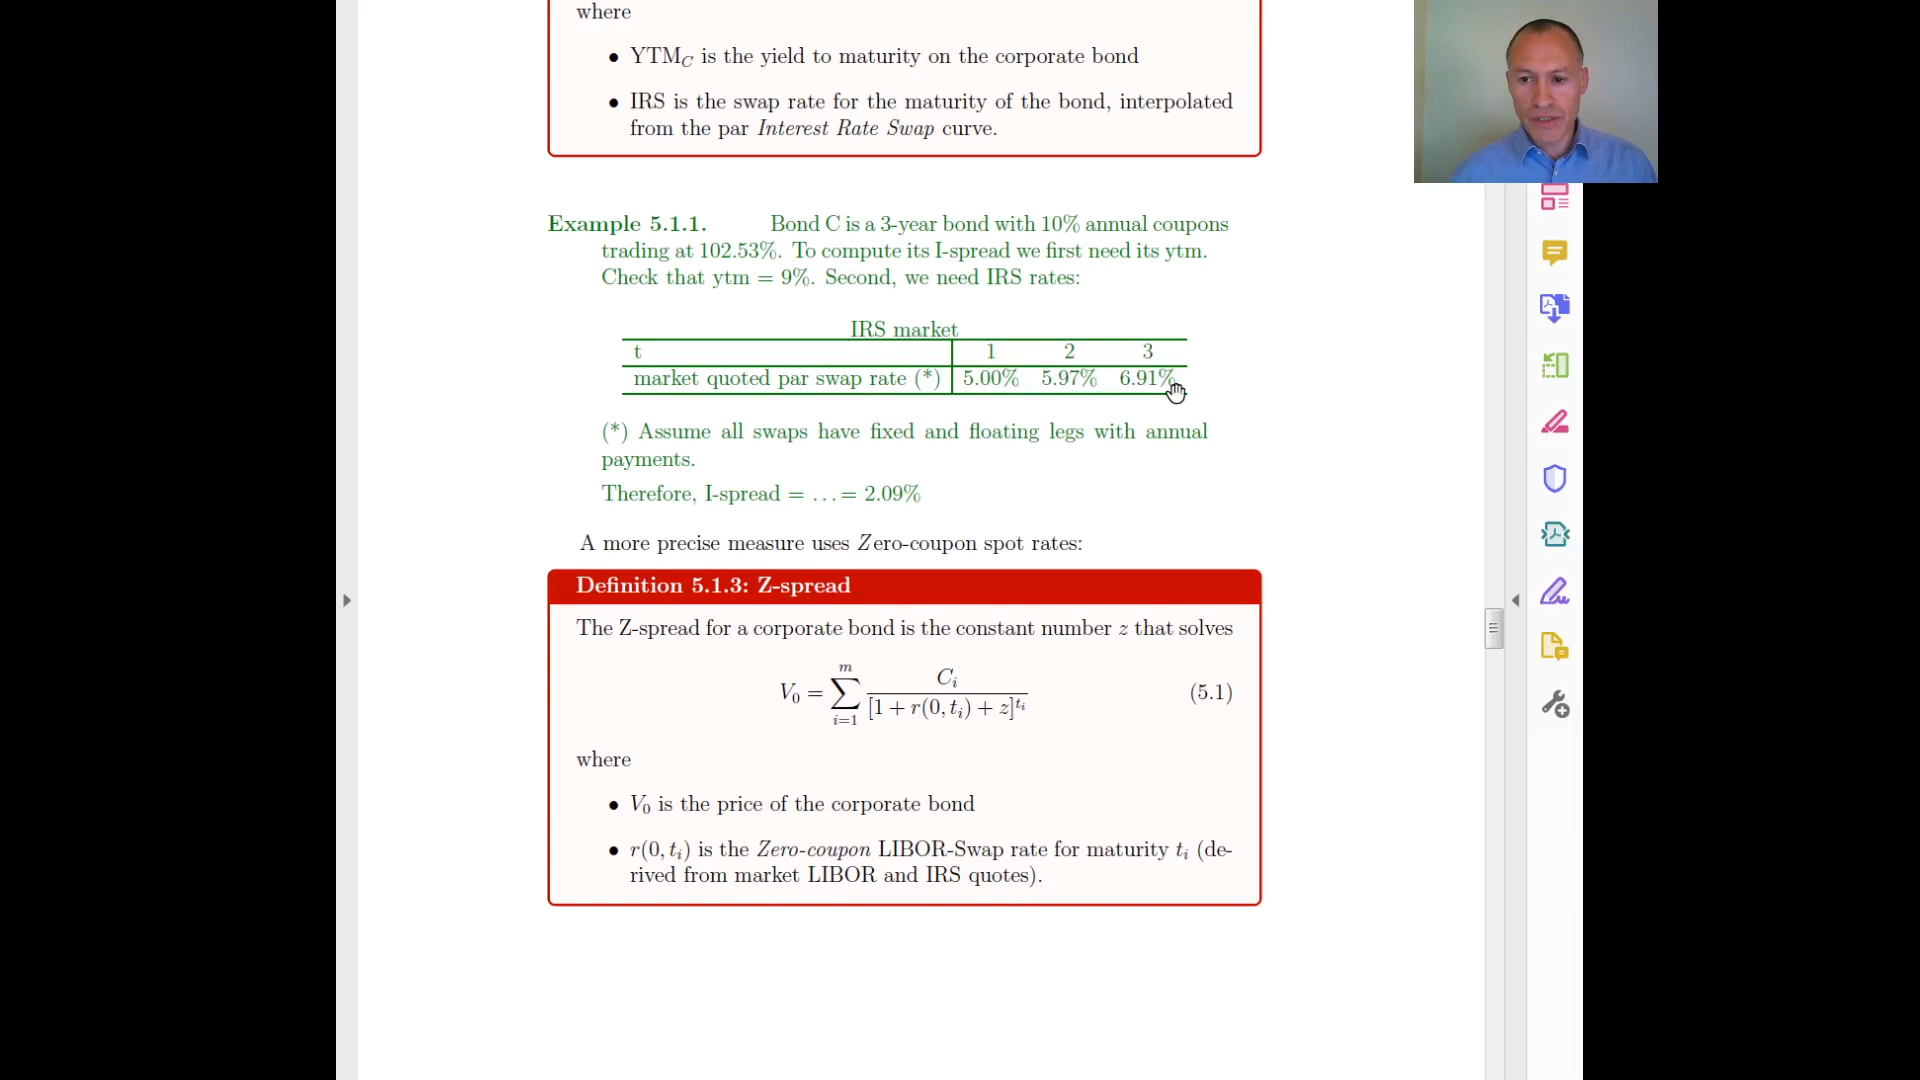 where
• YTM_C is the yield to maturity on the corporate bond
• IRS is the swap rate for the maturity of the bond, interpolated
from the par Interest Rate Swap curve.
Example 5.1.1. Bond C is a 3-year bond with 10% annual coupons
trading at 102.53%. To compute its I-spread we first need its ytm.
Check that ytm = 9%. Second, we need IRS rates:
IRS market
t 1 2 3
market quoted par swap rate (*) 5.00% 5.97% 6.91%
(*) Assume all swaps have fixed and floating legs with annual
payments.
Therefore, I-spread = ... = 2.09%
A more precise measure uses Zero-coupon spot rates:
Definition 5.1.3: Z-spread
The Z-spread for a corporate bond is the constant number z that solves
V_0 = \sum_{i=1}^{m} \frac{C_i}{[1 + r(0, t_i) + z]^{t_i}} (5.1)
where
• V_0 is the price of the corporate bond
• r(0, t_i) is the Zero-coupon LIBOR-Swap rate for maturity t_i (de-
rived from market LIBOR and IRS quotes).